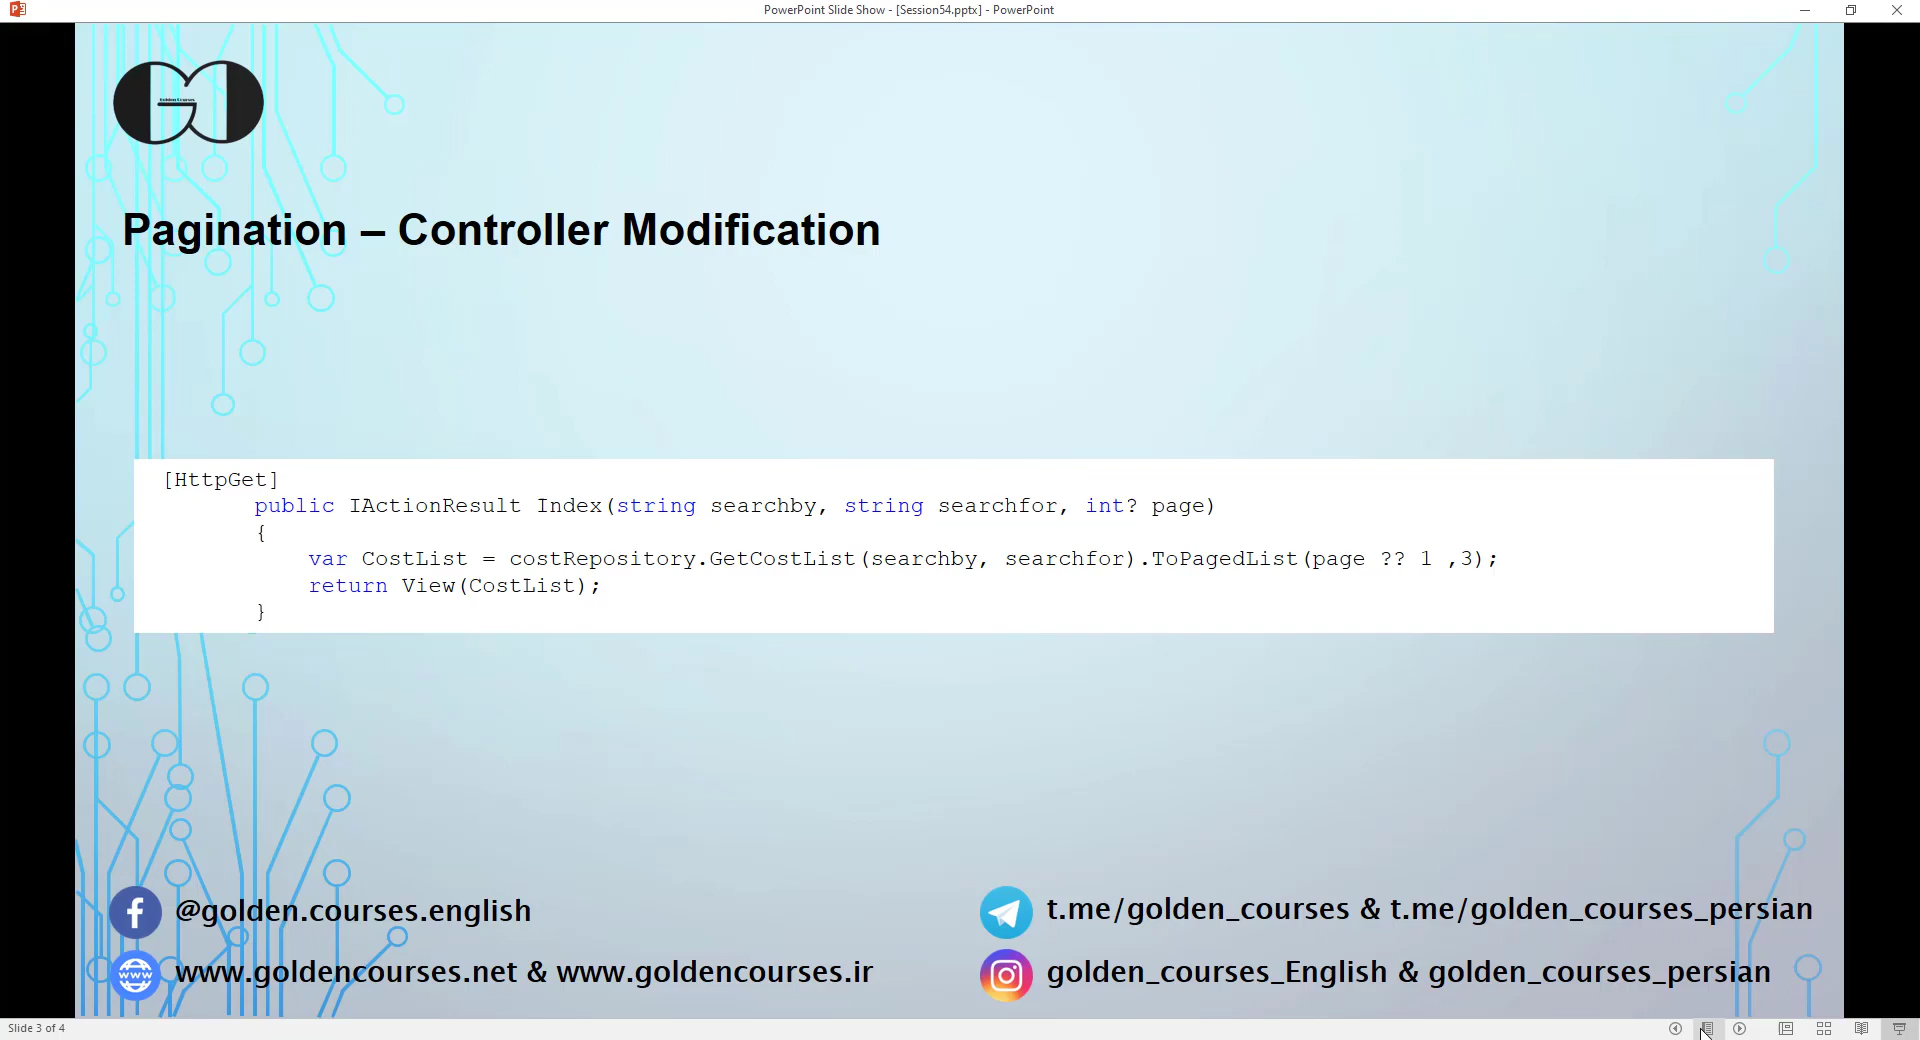 PowerPoint Slide Show - [Session54.pptx] - PowerPoint
Golden Courses
Pagination – Controller Modification
[HttpGet]
public IActionResult Index(string searchby, string searchfor, int? page)
{
var CostList = costRepository.GetCostList(searchby, searchfor).ToPagedList(page ?? 1 ,3);
return View(CostList);
}
@golden.courses.english
t.me/golden_courses & t.me/golden_courses_persian
www.goldencourses.net & www.goldencourses.ir
golden_courses_English & golden_courses_persian
Slide 3 of 4